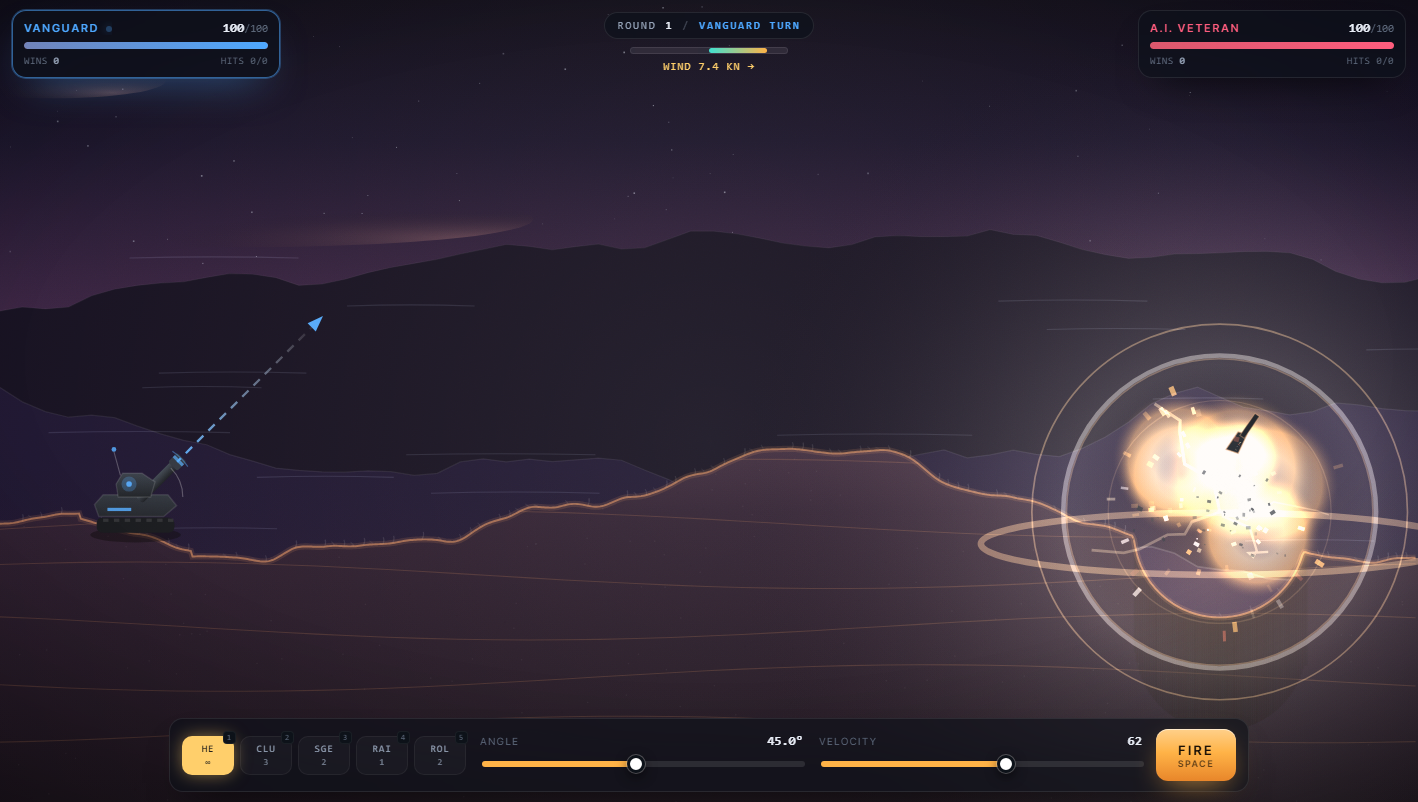 VANGUARD 100/100
WINS 0 HITS 0/0
ROUND 1 / VANGUARD TURN
WIND 7.4 KN →
A.I. VETERAN 100/100
WINS 0 HITS 0/0
HE 1
∞
CLU 2
3
SGE 3
2
RAI 4
1
ROL 5
2
ANGLE 45.0°
VELOCITY 62
FIRE
SPACE